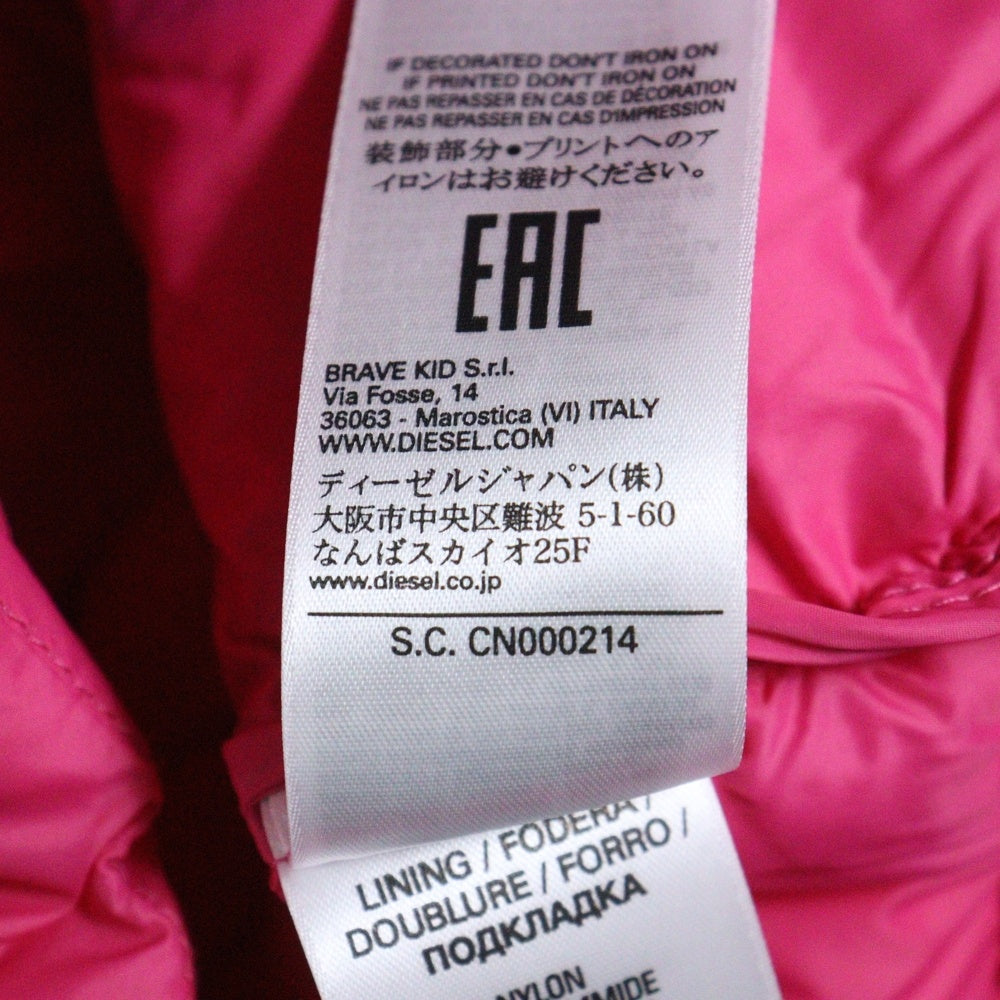 IF DECORATED DON'T IRON ON
IF PRINTED DON'T IRON ON
NE PAS REPASSER EN CAS DE DÉCORATION
NE PAS REPASSER EN CAS D'IMPRESSION
装飾部分●プリントへのア
イロンはお避けください。
EAC
BRAVE KID S.r.l.
Via Fosse, 14
36063 - Marostica (VI) ITALY
WWW.DIESEL.COM
ディーゼルジャパン(株)
大阪市中央区難波 5-1-60
なんばスカイオ25F
www.diesel.co.jp
S.C. CN000214
LINING / FODERA /
DOUBLURE / FORRO /
ПОДКЛАДКА
NYLON